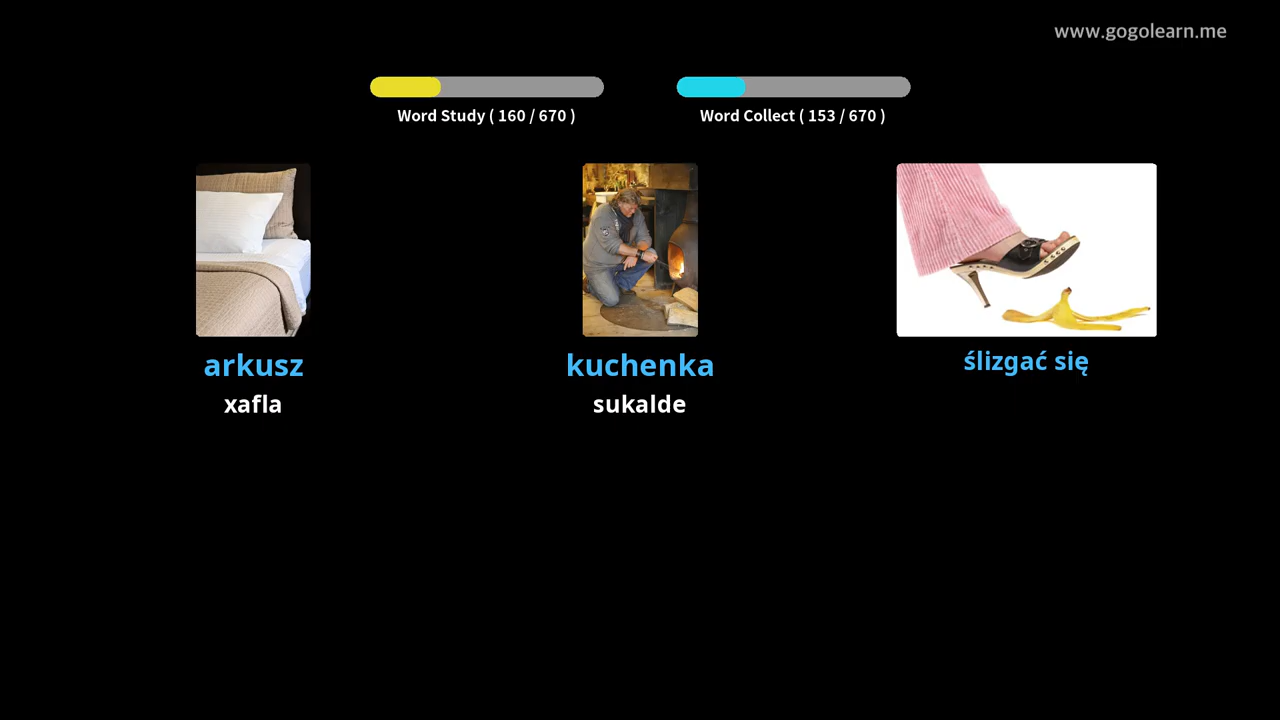 www.gogolearn.me
Word Study ( 160 / 670 )
Word Collect ( 153 / 670 )
arkusz
xafla
kuchenka
sukalde
ślizgać się